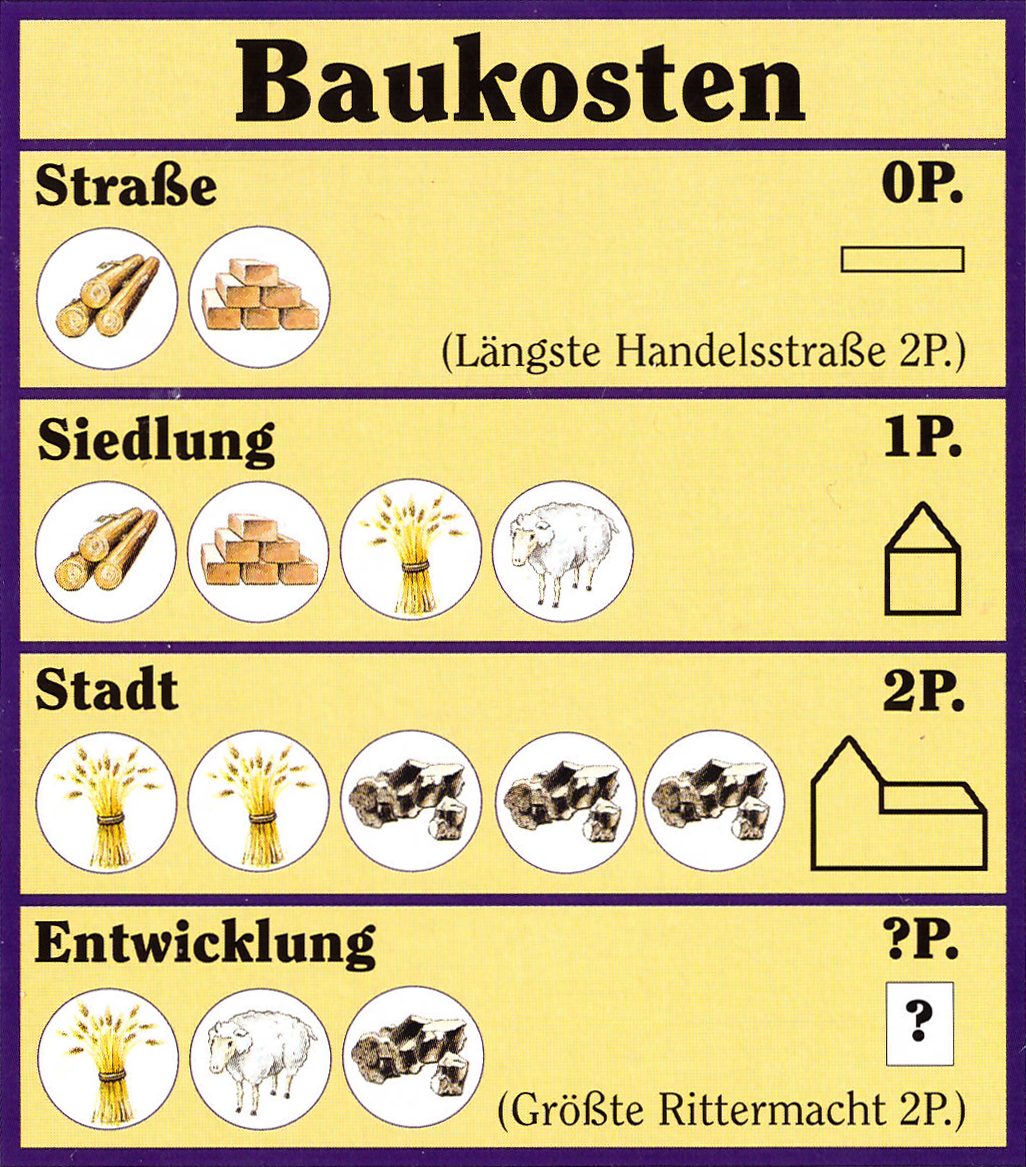 Baukosten
Straße 0P.
(Längste Handelsstraße 2P.)
Siedlung 1P.
Stadt 2P.
Entwicklung ?P.
?
(Größte Rittermacht 2P.)